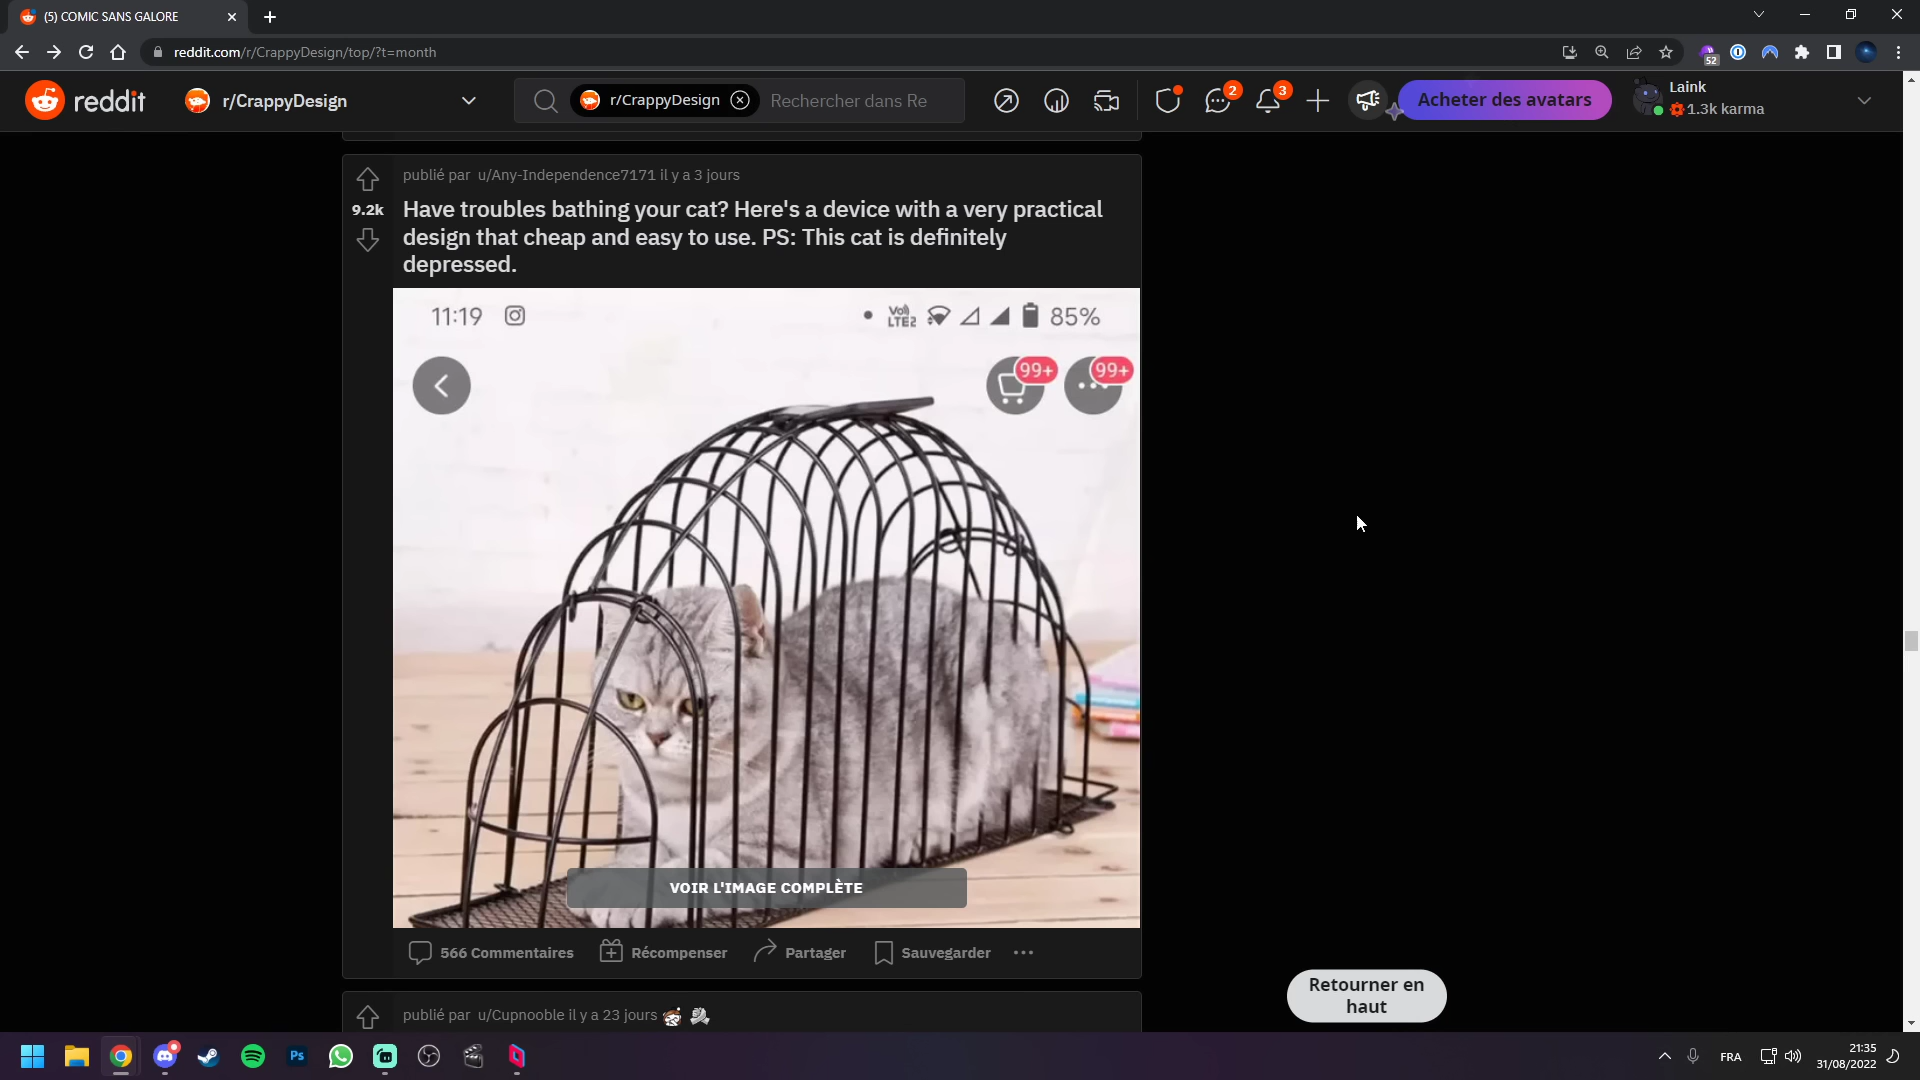 (5) COMIC SANS GALORE
reddit.com/r/CrappyDesign/top/?t=month
52
reddit
r/CrappyDesign
r/CrappyDesign
Rechercher dans Re
2
3
Acheter des avatars
Laink
1.3k karma
publié par u/Any-Independence7171 il y a 3 jours
9.2k
Have troubles bathing your cat? Here's a device with a very practical
design that cheap and easy to use. PS: This cat is definitely
depressed.
11:19
Vo))
LTE2
85%
99+
99+
VOIR L'IMAGE COMPLÈTE
566 Commentaires
Récompenser
Partager
Sauvegarder
Retourner en
haut
publié par u/Cupnooble il y a 23 jours
Ps
FRA
21:35
31/08/2022